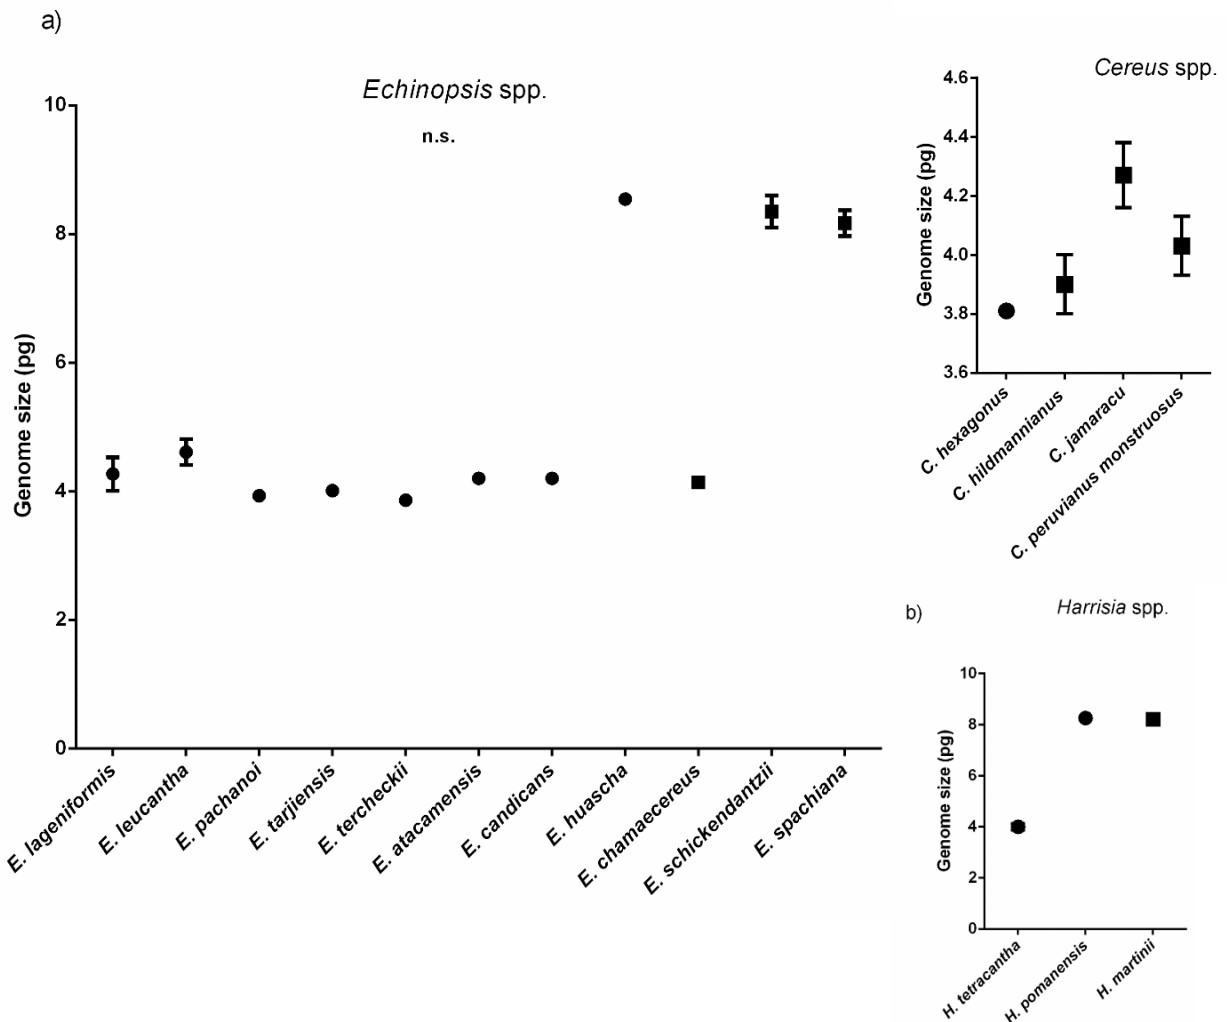 a)
Echinopsis spp.
n.s.
Genome size (pg)
10
8
6
4
2
0
E. lageniformis
E. leucantha
E. pachanoi
E. tarjiensis
E. tercheckii
E. atacamensis
E. candicans
E. huascha
E. chamaecereus
E. schickendantzii
E. spachiana
Cereus spp.
Genome size (pg)
4.6
4.4
4.2
4.0
3.8
3.6
C. hexagonus
C. hildmannianus
C. jamaracu
C. peruvianus monstruosus
b)
Harrisia spp.
Genome size (pg)
10
8
6
4
2
0
H. tetracantha
H. pomanensis
H. martinii